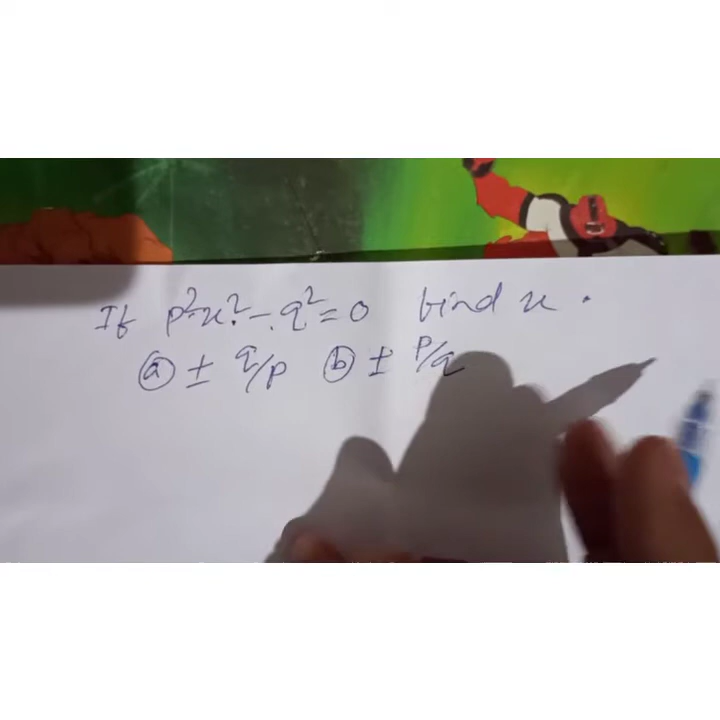 If p²x² - q² = 0 find x.
ⓐ ± q/p ⓑ ± p/q